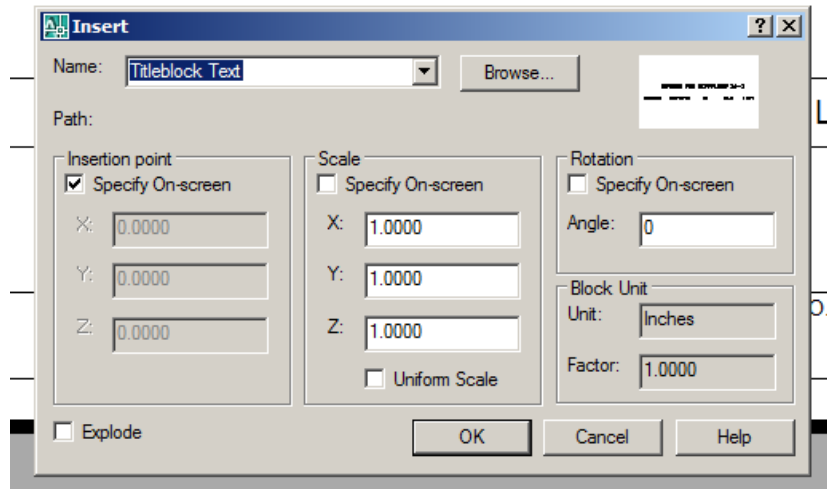 Insert
Name: Titleblock Text Browse...
Path:
L
Insertion point
Specify On-screen
X: 0.0000
Y: 0.0000
Z: 0.0000
Scale
Specify On-screen
X: 1.0000
Y: 1.0000
Z: 1.0000
Uniform Scale
Rotation
Specify On-screen
Angle: 0
Block Unit
Unit: Inches
Factor: 1.0000
Explode
OK Cancel Help